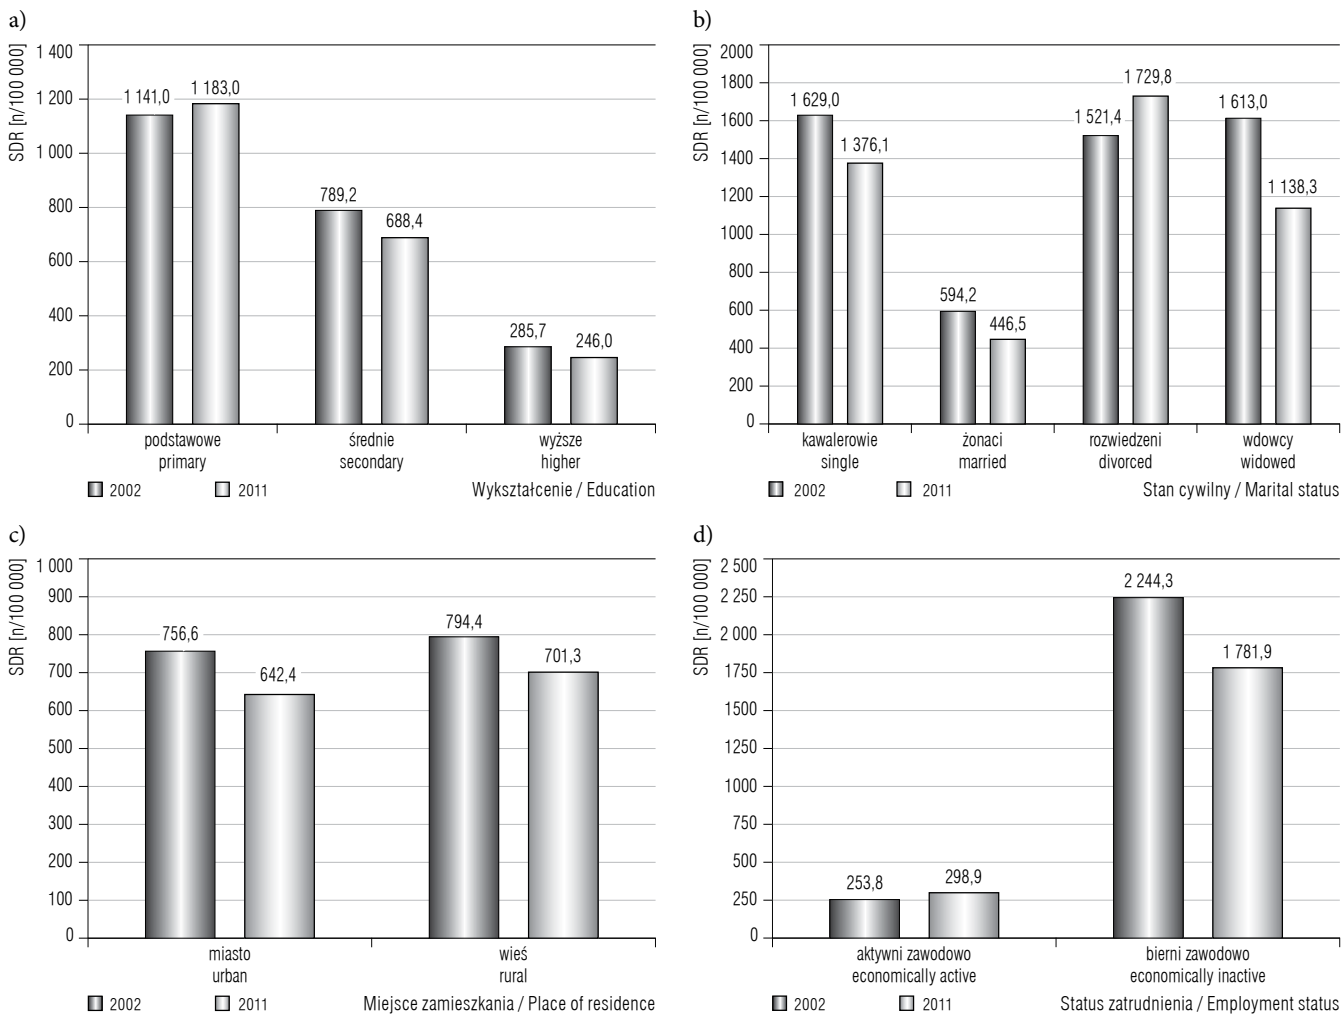 a)
SDR [n/100 000]
1 400
1 200
1 000
800
600
400
200
0
1 141,0
1 183,0
789,2
688,4
285,7
246,0
podstawowe
primary
średnie
secondary
wyższe
higher
2002
2011
Wykształcenie / Education
b)
SDR [n/100 000]
2000
1800
1600
1400
1200
1000
800
600
400
200
0
1 629,0
1 376,1
594,2
446,5
1 521,4
1 729,8
1 613,0
1 138,3
kawalerowie
single
żonaci
married
rozwiedzeni
divorced
wdowcy
widowed
2002
2011
Stan cywilny / Marital status
c)
SDR [n/100 000]
1 000
900
800
700
600
500
400
300
200
100
0
756,6
642,4
794,4
701,3
miasto
urban
wieś
rural
2002
2011
Miejsce zamieszkania / Place of residence
d)
SDR [n/100 000]
2 500
2 250
2 000
1750
1500
1250
1000
750
500
250
0
253,8
298,9
2 244,3
1 781,9
aktywni zawodowo
economically active
bierni zawodowo
economically inactive
2002
2011
Status zatrudnienia / Employment status